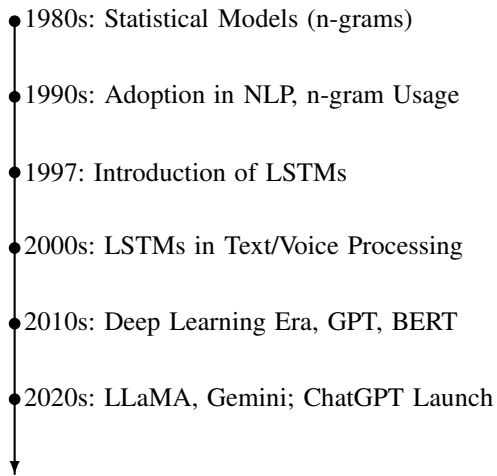 1980s: Statistical Models (n-grams)
1990s: Adoption in NLP, n-gram Usage
1997: Introduction of LSTMs
2000s: LSTMs in Text/Voice Processing
2010s: Deep Learning Era, GPT, BERT
2020s: LLaMA, Gemini; ChatGPT Launch